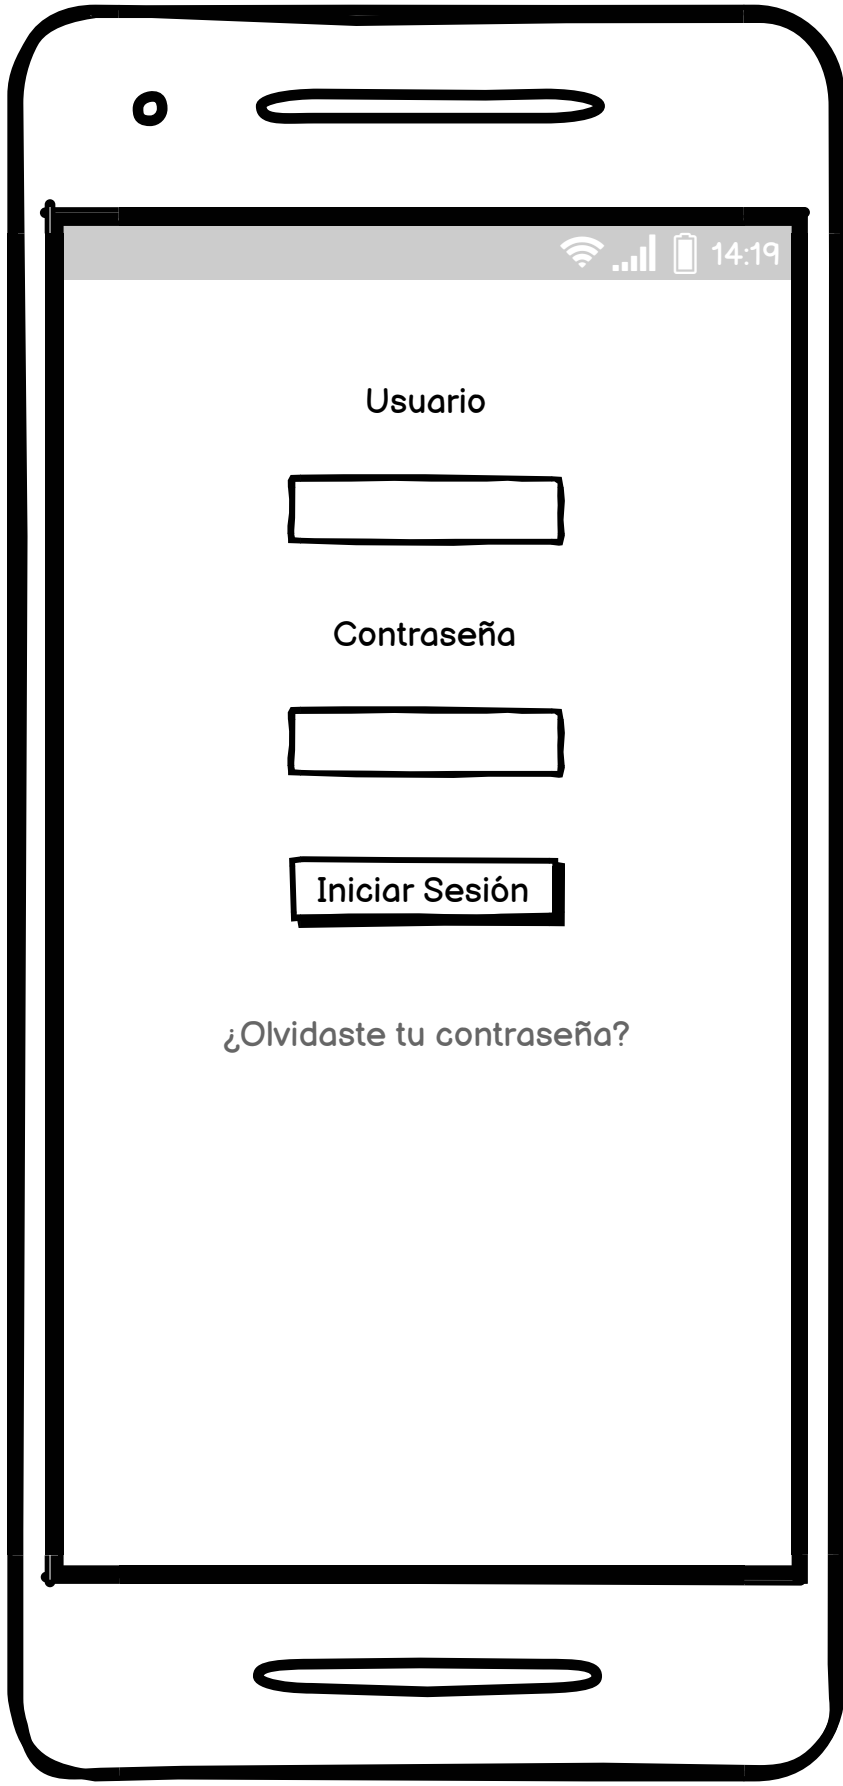 14:19
Usuario
Contraseña
Iniciar Sesión
¿Olvidaste tu contraseña?